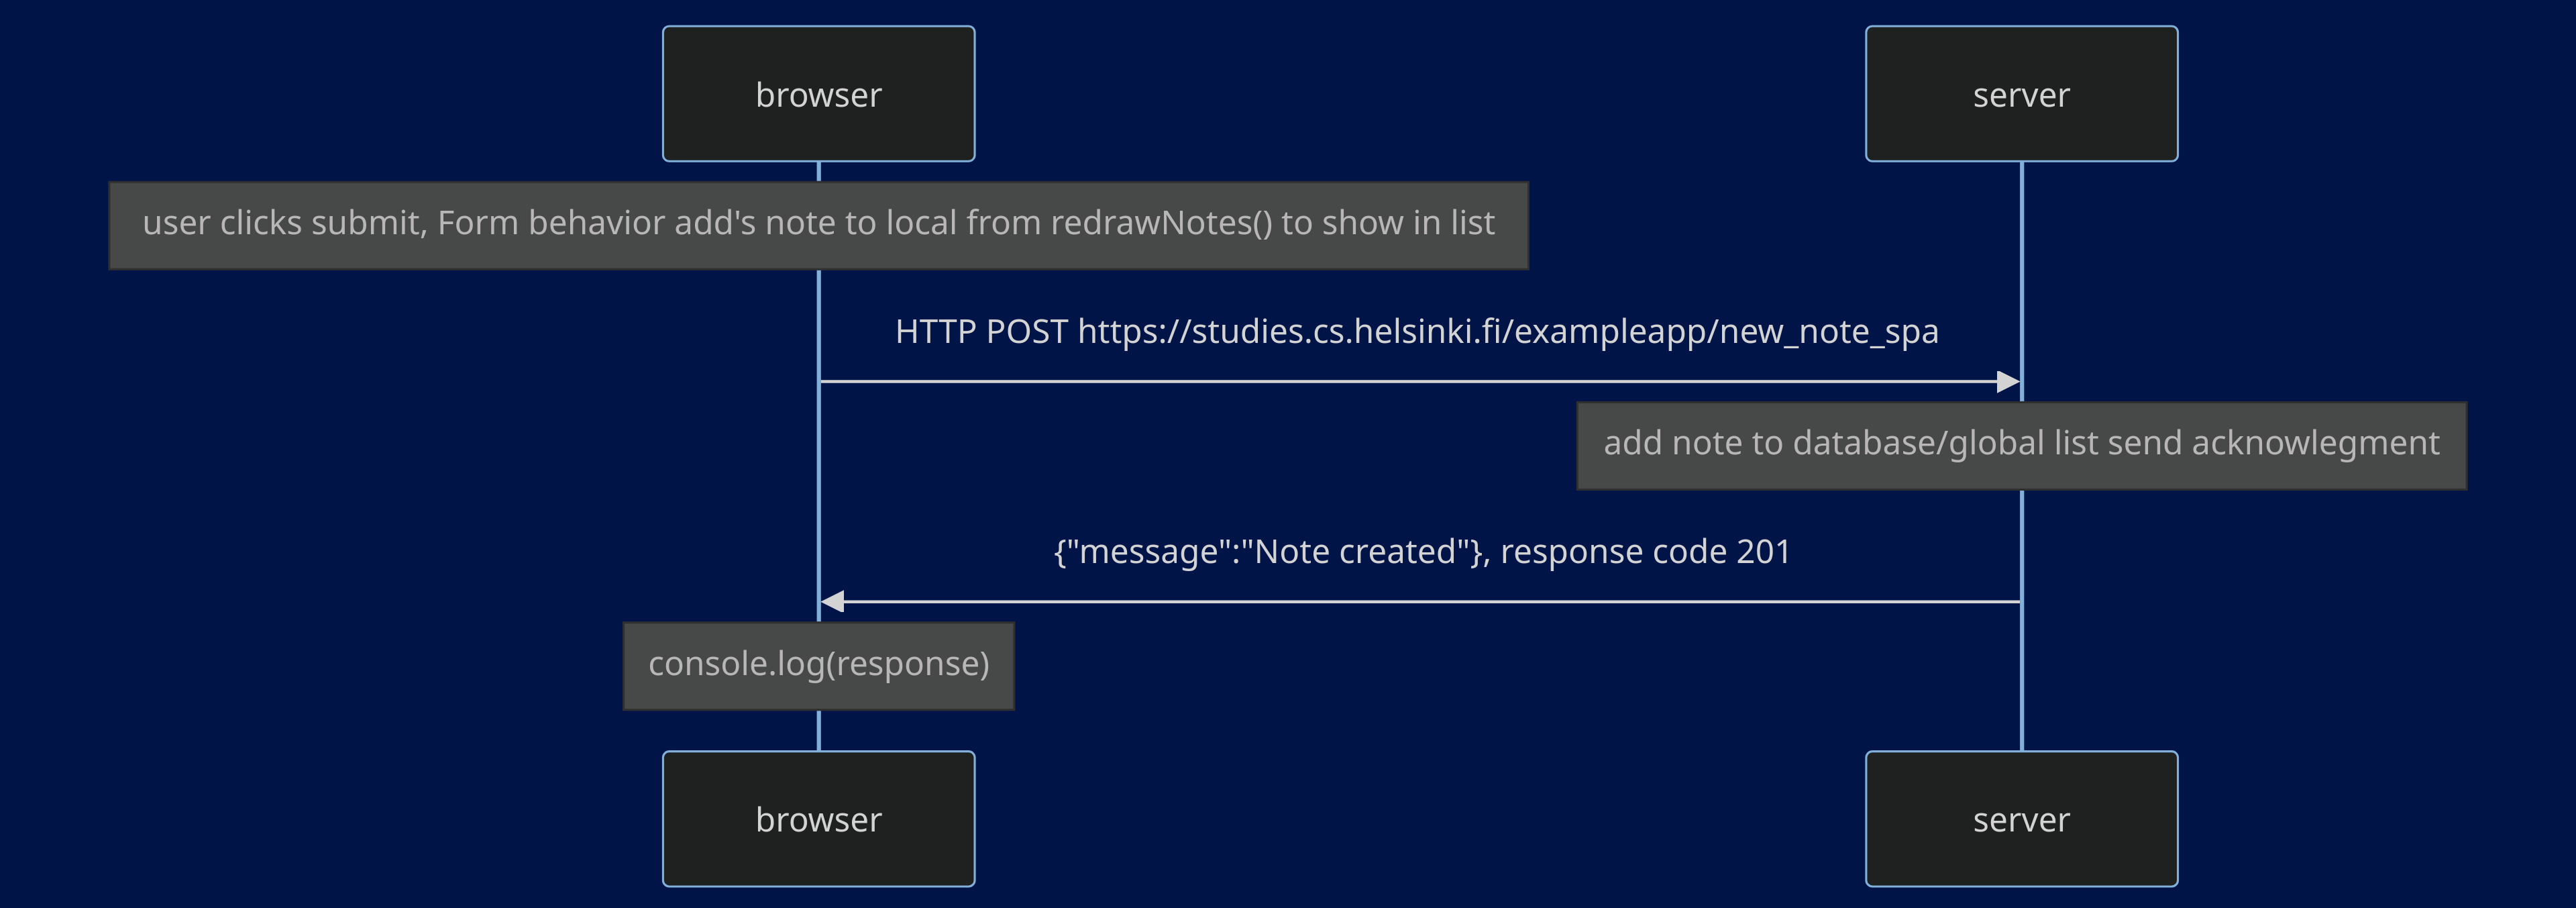 browser
server
user clicks submit, Form behavior add's note to local from redrawNotes() to show in list
HTTP POST https://studies.cs.helsinki.fi/exampleapp/new_note_spa
add note to database/global list send acknowlegment
{"message":"Note created"}, response code 201
console.log(response)
browser
server